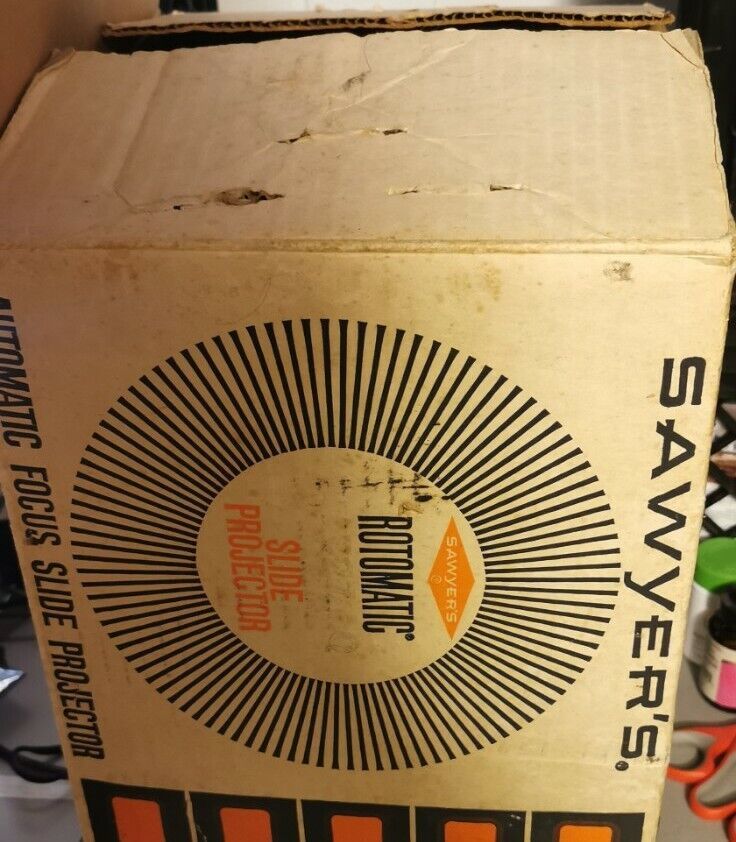 SAWYER'S.
SAWYER'S
ROTOMATIC®
SLIDE
PROJECTOR
AUTOMATIC FOCUS SLIDE PROJECTOR